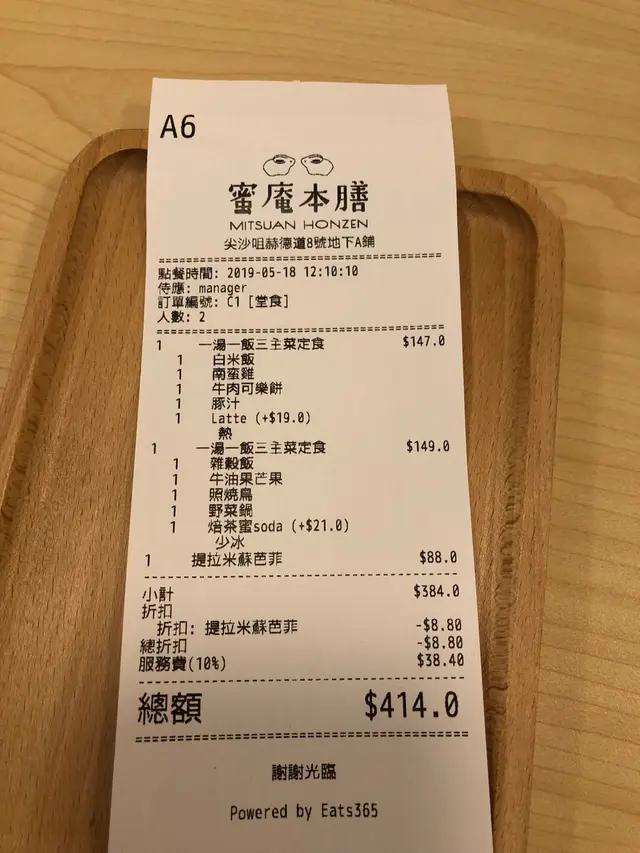 A6
蜜庵本膳
MITSUAN HONZEN
尖沙咀赫德道8號地下A鋪
點餐時間: 2019-05-18 12:10:10
侍應: manager
訂單編號: C1 [堂食]
人數: 2
1 一湯一飯三主菜定食 $147.0
1 白米飯
1 南蛮雞
1 牛肉可樂餅
1 豚汁
1 Latte (+$19.0)
熱
1 一湯一飯三主菜定食 $149.0
1 雜穀飯
1 牛油果芒果
1 照焼鳥
1 野菜鍋
1 焙茶蜜soda (+$21.0)
少冰
1 提拉米蘇芭菲 $88.0
小計 $384.0
折扣
折扣: 提拉米蘇芭菲 -$8.80
總折扣 -$8.80
服務費(10%) $38.40
總額 $414.0
謝謝光臨
Powered by Eats365